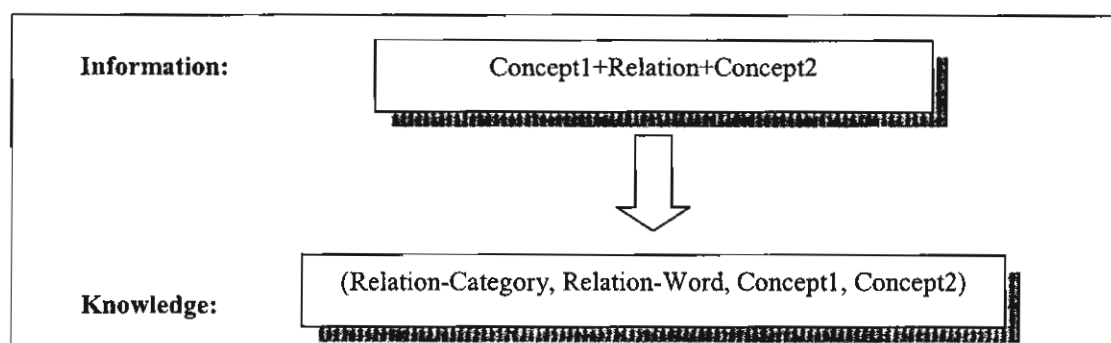 Information:
Concept1+Relation+Concept2
(Relation-Category, Relation-Word, Concept1, Concept2)
Knowledge: